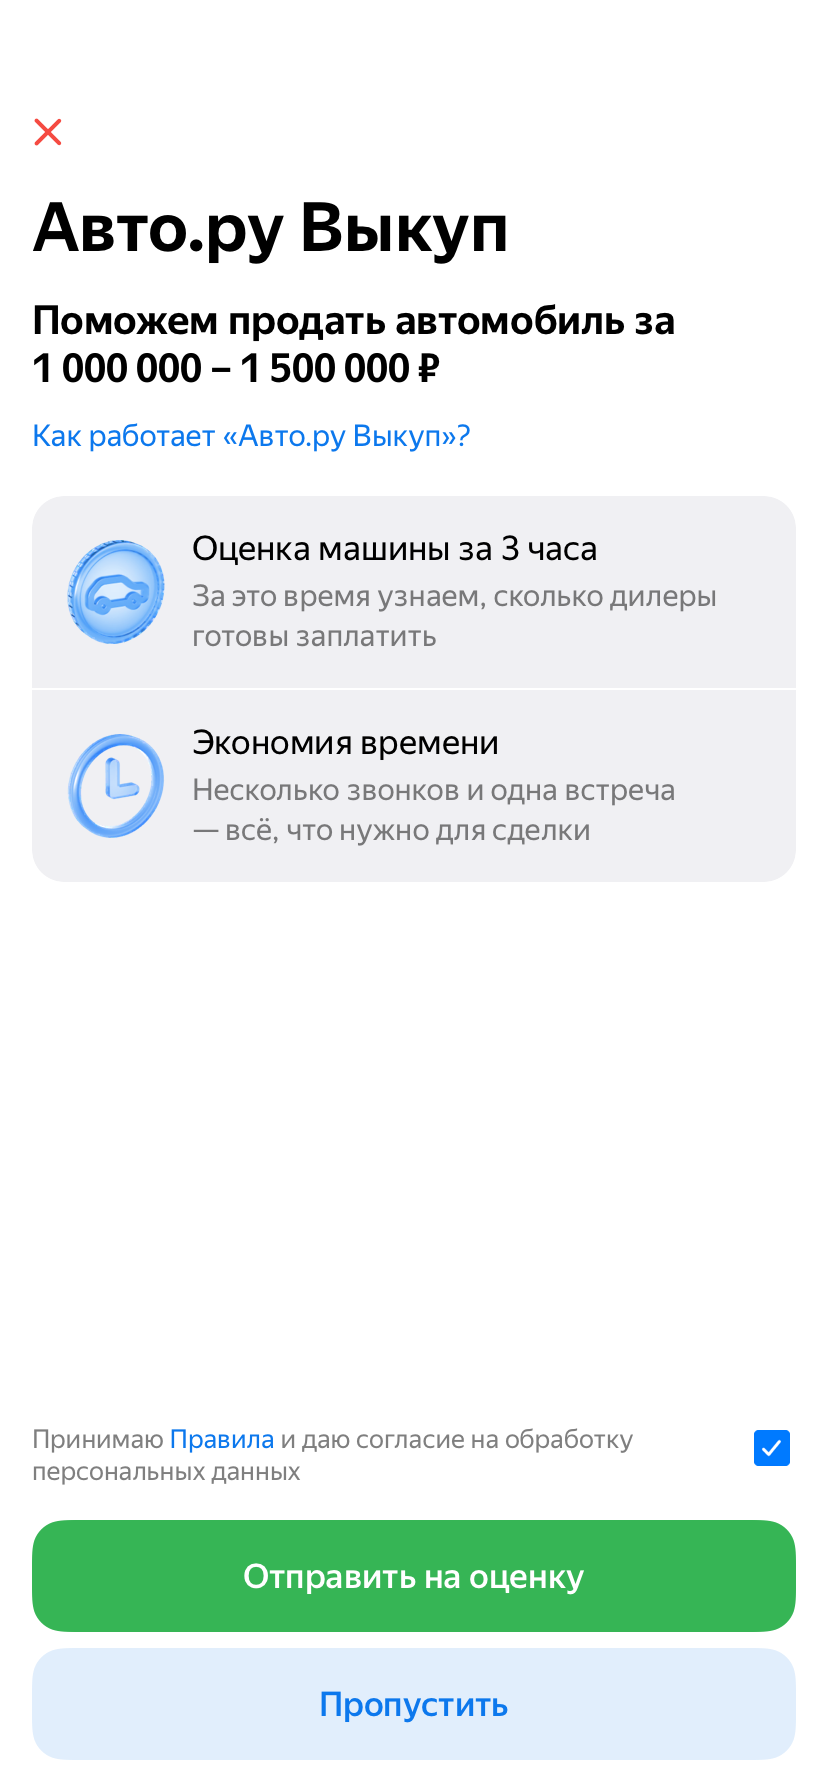 Авто.ру Выкуп
Поможем продать автомобиль за
1 000 000 – 1 500 000 ₽
Как работает «Авто.ру Выкуп»?
Оценка машины за 3 часа
За это время узнаем, сколько дилеры
готовы заплатить
Экономия времени
Несколько звонков и одна встреча
— всё, что нужно для сделки
Принимаю Правила и даю согласие на обработку
персональных данных
Отправить на оценку
Пропустить